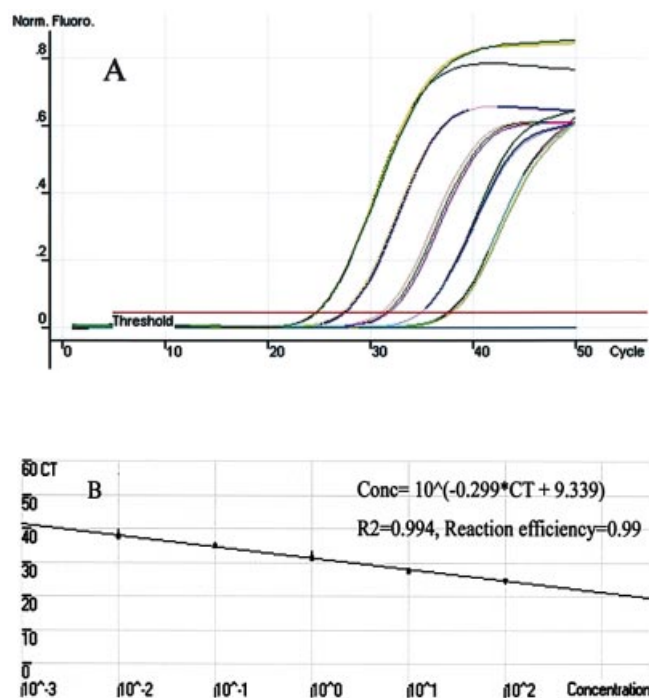 Norm. Fluoro.
A
.8
.6
.4
.2
0
Threshold
0 10 20 30 40 50 Cycle
60 CT
B
Conc= 10^(-0.299*CT + 9.339)
50
R2=0.994, Reaction efficiency=0.99
40
30
20
10
0
10^-3 10^-2 10^-1 10^0 10^1 10^2 Concentration